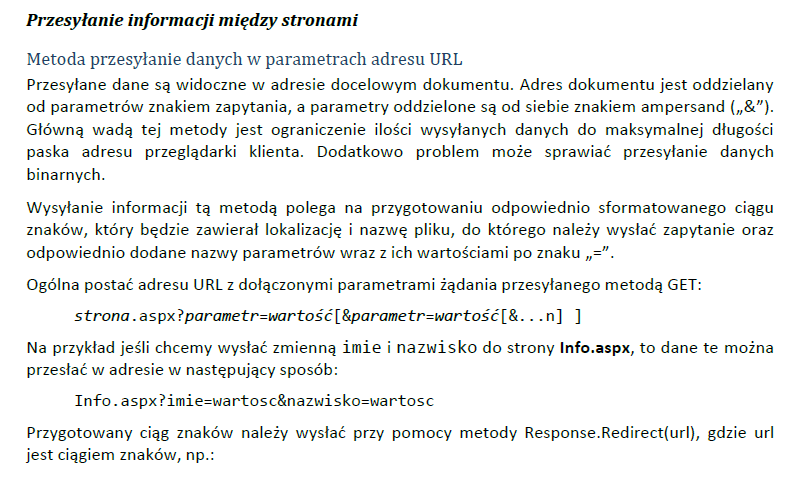 Przesyłanie informacji między stronami
Metoda przesyłanie danych w parametrach adresu URL
Przesyłane dane są widoczne w adresie docelowym dokumentu. Adres dokumentu jest oddzielany
od parametrów znakiem zapytania, a parametry oddzielone są od siebie znakiem ampersand („&”).
Główną wadą tej metody jest ograniczenie ilości wysyłanych danych do maksymalnej długości
paska adresu przeglądarki klienta. Dodatkowo problem może sprawiać przesyłanie danych
binarnych.
Wysyłanie informacji tą metodą polega na przygotowaniu odpowiednio sformatowanego ciągu
znaków, który będzie zawierał lokalizację i nazwę pliku, do którego należy wysłać zapytanie oraz
odpowiednio dodane nazwy parametrów wraz z ich wartościami po znaku „=”.
Ogólna postać adresu URL z dołączonymi parametrami żądania przesyłanego metodą GET:
strona.aspx?parametr=wartość[&parametr=wartość[&...n] ]
Na przykład jeśli chcemy wysłać zmienną imie i nazwisko do strony Info.aspx, to dane te można
przesłać w adresie w następujący sposób:
Info.aspx?imie=wartosc&nazwisko=wartosc
Przygotowany ciąg znaków należy wysłać przy pomocy metody Response.Redirect(url), gdzie url
jest ciągiem znaków, np.: